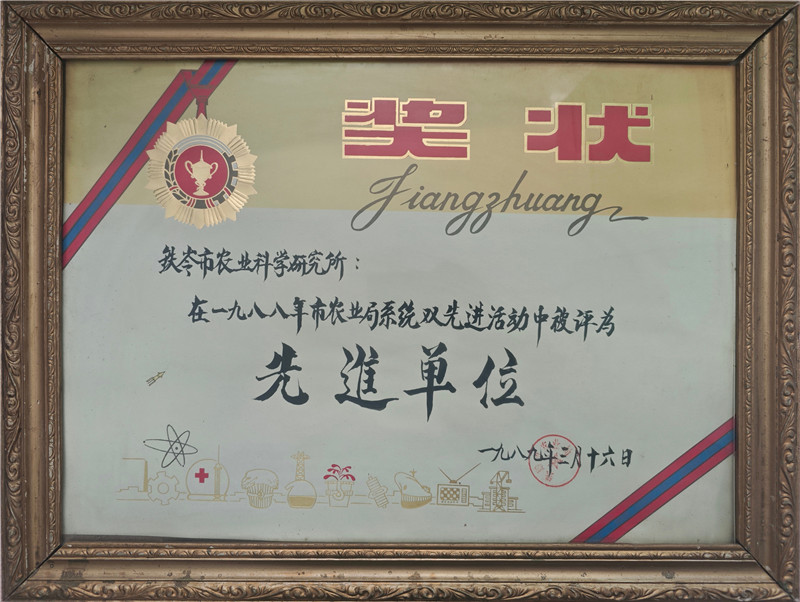 奖状
Jiangzhuang
铁岭市农业科学研究所：
在一九八八年市农业局系统双先进活动中被评为
先進单位
一九八九年三月十六日